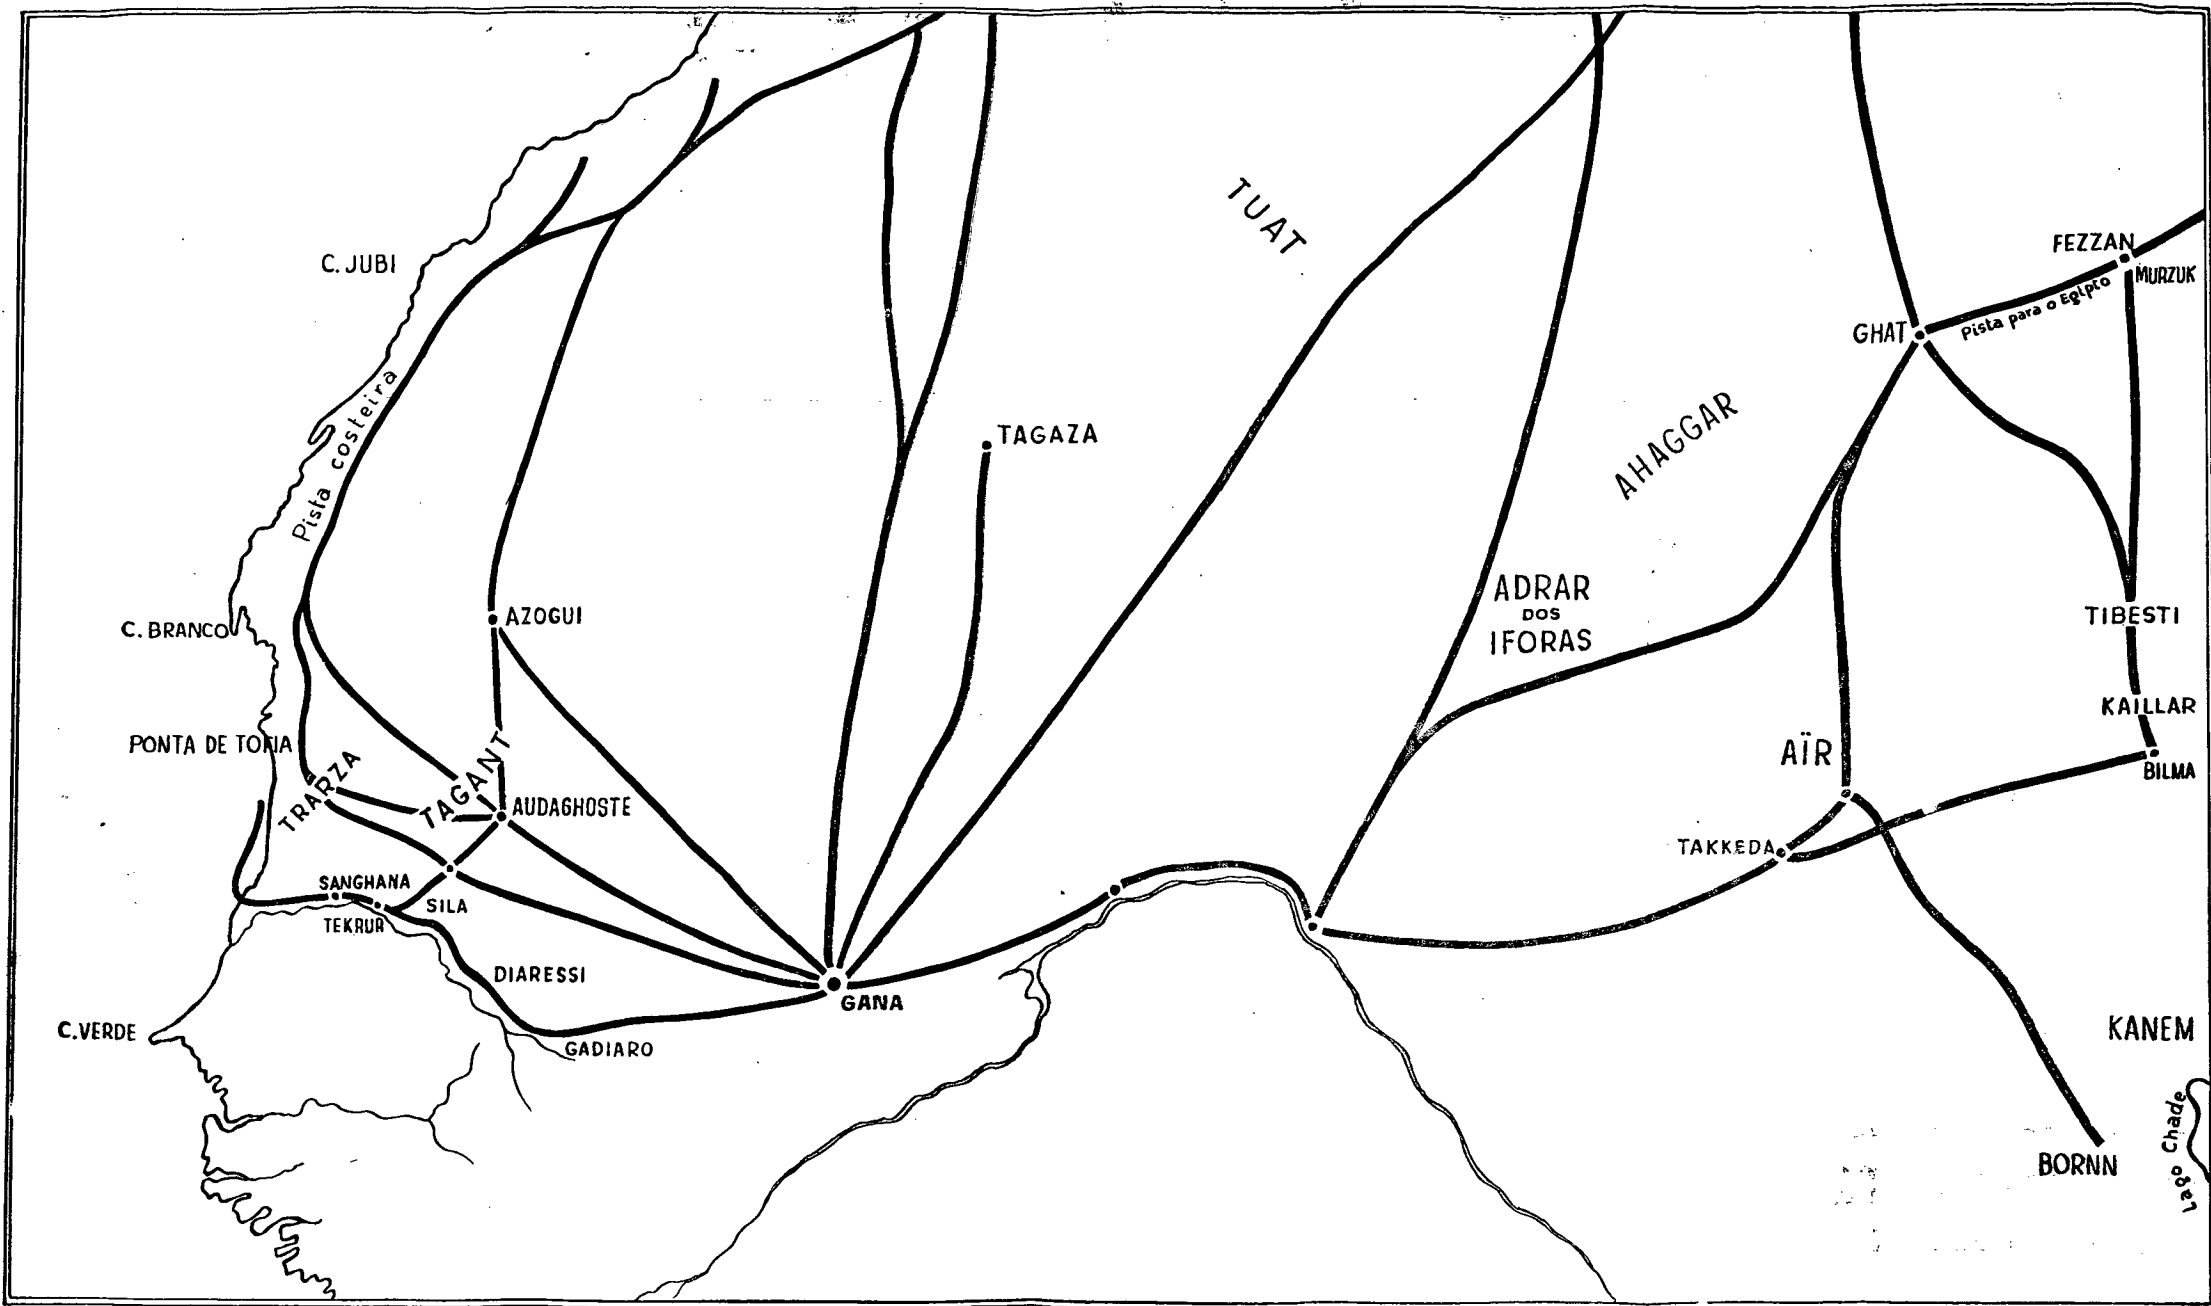 TUAT
FEZZAN
C. JUBI
MURZUK
Pista para o Egipto
GHAT
Pista costeira
AHAGGAR
TAGAZA
ADRAR
DOS
IFORAS
AZOGUI
TIBESTI
C. BRANCO
KAILLAR
PONTA DE TOFIA
AÏR
TAGANT
BILMA
TRARZA
AUDAGHOSTE
TAKKEDA
SANGHANA
SILA
TEKRUR
DIARESSI
GANA
C. VERDE
KANEM
GADIARO
Lago Chade
BORNN